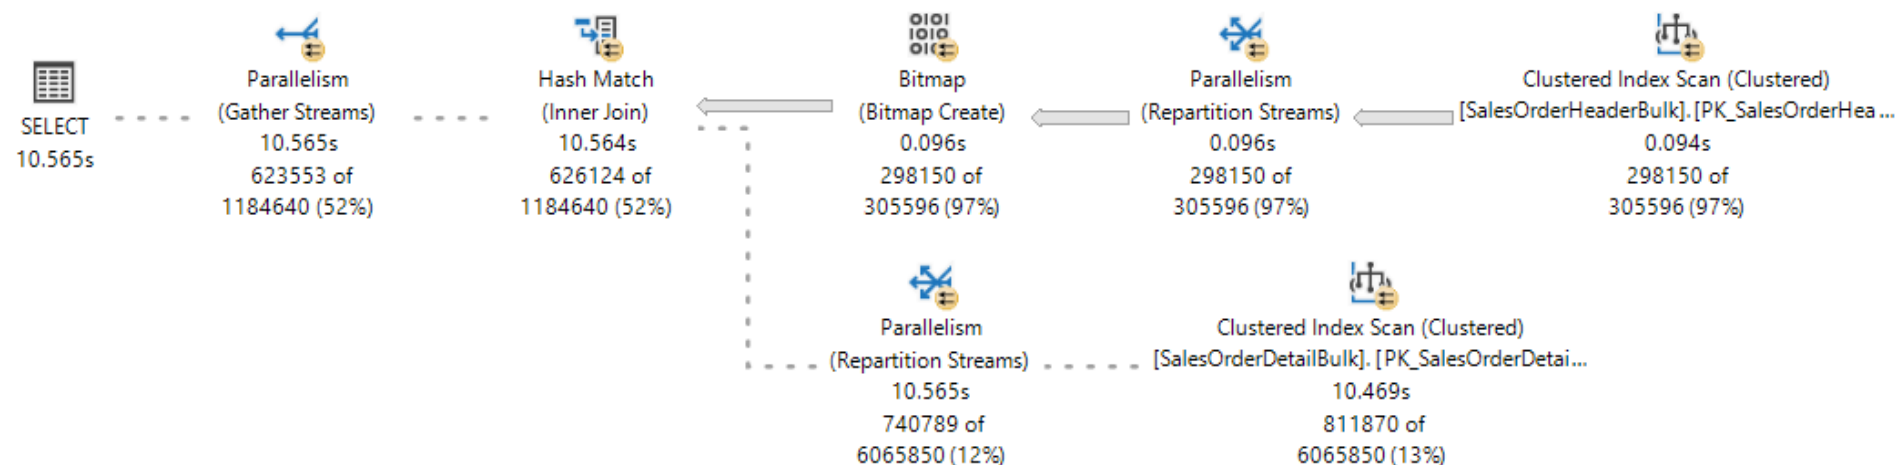 SELECT
10.565s
Parallelism
(Gather Streams)
10.565s
623553 of
1184640 (52%)
Hash Match
(Inner Join)
10.564s
626124 of
1184640 (52%)
Bitmap
(Bitmap Create)
0.096s
298150 of
305596 (97%)
Parallelism
(Repartition Streams)
0.096s
298150 of
305596 (97%)
Clustered Index Scan (Clustered)
[SalesOrderHeaderBulk].[PK_SalesOrderHea...
0.094s
298150 of
305596 (97%)
Parallelism
(Repartition Streams)
10.565s
740789 of
6065850 (12%)
Clustered Index Scan (Clustered)
[SalesOrderDetailBulk].[PK_SalesOrderDetai...
10.469s
811870 of
6065850 (13%)